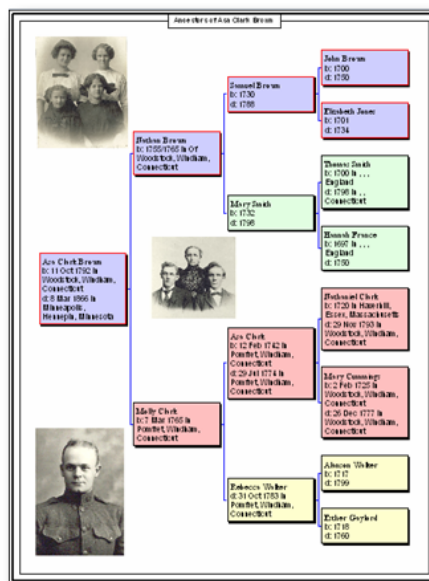 Ancestors of Asa Clark Brown
John Brown
b: 1700
d: 1750
Samuel Brown
b: 1730
d: 1788
Elizabeth Jones
b: 1701
d: 1734
Nathan Brown
b: 1755/1765 in Of
Woodstock, Windham,
Connecticut
Thomas Smith
b: 1700 in , , ,
England
d: 1798 in , ,
Connecticut
Mary Smith
b: 1732
d: 1798
Hannah France
b: 1697 in , , ,
England
d: 1750
Asa Clark Brown
b: 11 Oct 1792 in
Woodstock, Windham,
Connecticut
d: 8 Mar 1866 in
Minneapolis,
Hennepin, Minnesota
Nathaniel Clark
b: 1720 in Haverhill,
Essex, Massachusetts
d: 29 Nov 1793 in
Woodstock, Windham,
Connecticut
Asa Clark
b: 12 Feb 1742 in
Pomfret, Windham,
Connecticut
d: 29 Jul 1774 in
Pomfret, Windham,
Connecticut
Mary Cummings
b: 2 Feb 1725 in
Woodstock, Windham,
Connecticut
d: 26 Dec 1777 in
Woodstock, Windham,
Connecticut
Molly Clark
b: 7 Mar 1765 in
Pomfret, Windham,
Connecticut
Walker
b: 1717
d: 1799
Rebecca Walker
d: 31 Oct 1783 in
Pomfret, Windham,
Connecticut
Esther Gaylord
b: 1718
d: 1760